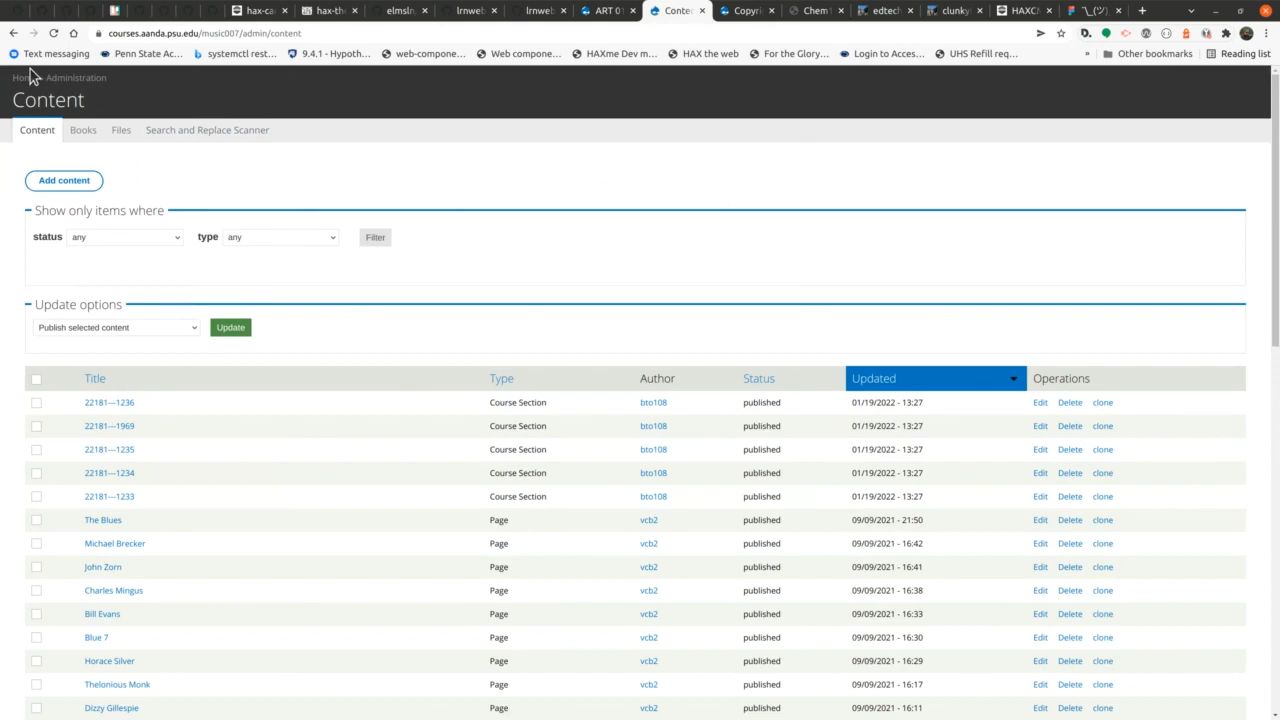 hax-ca
hax-the
elmsln
lrnweb
lrnweb
ART 01
Conte
Copyri
Chem1
edtech
clunky
HAXC
¯\_(ツ)
courses.aanda.psu.edu/music007/admin/content
Text messaging
Penn State Ac...
systemctl rest...
9.4.1 - Hypoth...
web-compone...
Web compone...
HAXme Dev m...
HAX the web
For the Glory...
Login to Acces...
UHS Refill req...
»
Other bookmarks
Reading list
Administration
Content
Content Books Files Search and Replace Scanner
Add content
Show only items where
status any type any Filter
Update options
Publish selected content Update
Title Type Author Status Updated Operations
22181---1236 Course Section bto108 published 01/19/2022 - 13:27 Edit Delete clone
22181---1969 Course Section bto108 published 01/19/2022 - 13:27 Edit Delete clone
22181---1235 Course Section bto108 published 01/19/2022 - 13:27 Edit Delete clone
22181---1234 Course Section bto108 published 01/19/2022 - 13:27 Edit Delete clone
22181---1233 Course Section bto108 published 01/19/2022 - 13:27 Edit Delete clone
The Blues Page vcb2 published 09/09/2021 - 21:50 Edit Delete clone
Michael Brecker Page vcb2 published 09/09/2021 - 16:42 Edit Delete clone
John Zorn Page vcb2 published 09/09/2021 - 16:41 Edit Delete clone
Charles Mingus Page vcb2 published 09/09/2021 - 16:38 Edit Delete clone
Bill Evans Page vcb2 published 09/09/2021 - 16:33 Edit Delete clone
Blue 7 Page vcb2 published 09/09/2021 - 16:30 Edit Delete clone
Horace Silver Page vcb2 published 09/09/2021 - 16:29 Edit Delete clone
Thelonious Monk Page vcb2 published 09/09/2021 - 16:17 Edit Delete clone
Dizzy Gillespie Page vcb2 published 09/09/2021 - 16:11 Edit Delete clone